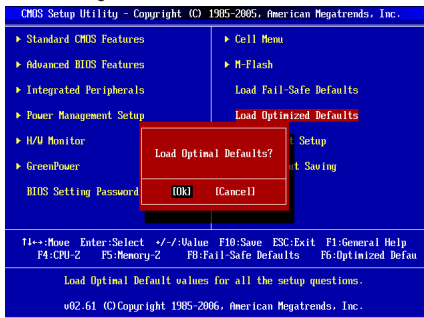 CMOS Setup Utility - Copyright (C) 1985-2005, American Megatrends, Inc.
▶ Standard CMOS Features
▶ Cell Menu
▶ Advanced BIOS Features
▶ M-Flash
▶ Integrated Peripherals
Load Fail-Safe Defaults
▶ Power Management Setup
Load Optimized Defaults
▶ H/W Monitor
t Setup
▶ GreenPower
ut Saving
BIOS Setting Password
Load Optimal Defaults?
[Ok] [Cancel]
↑↓←→:Move Enter:Select +/-/:Value F10:Save ESC:Exit F1:General Help
F4:CPU-Z F5:Memory-Z F8:Fail-Safe Defaults F6:Optimized Defau
Load Optimal Default values for all the setup questions.
v02.61 (C)Copyright 1985-2006, American Megatrends, Inc.